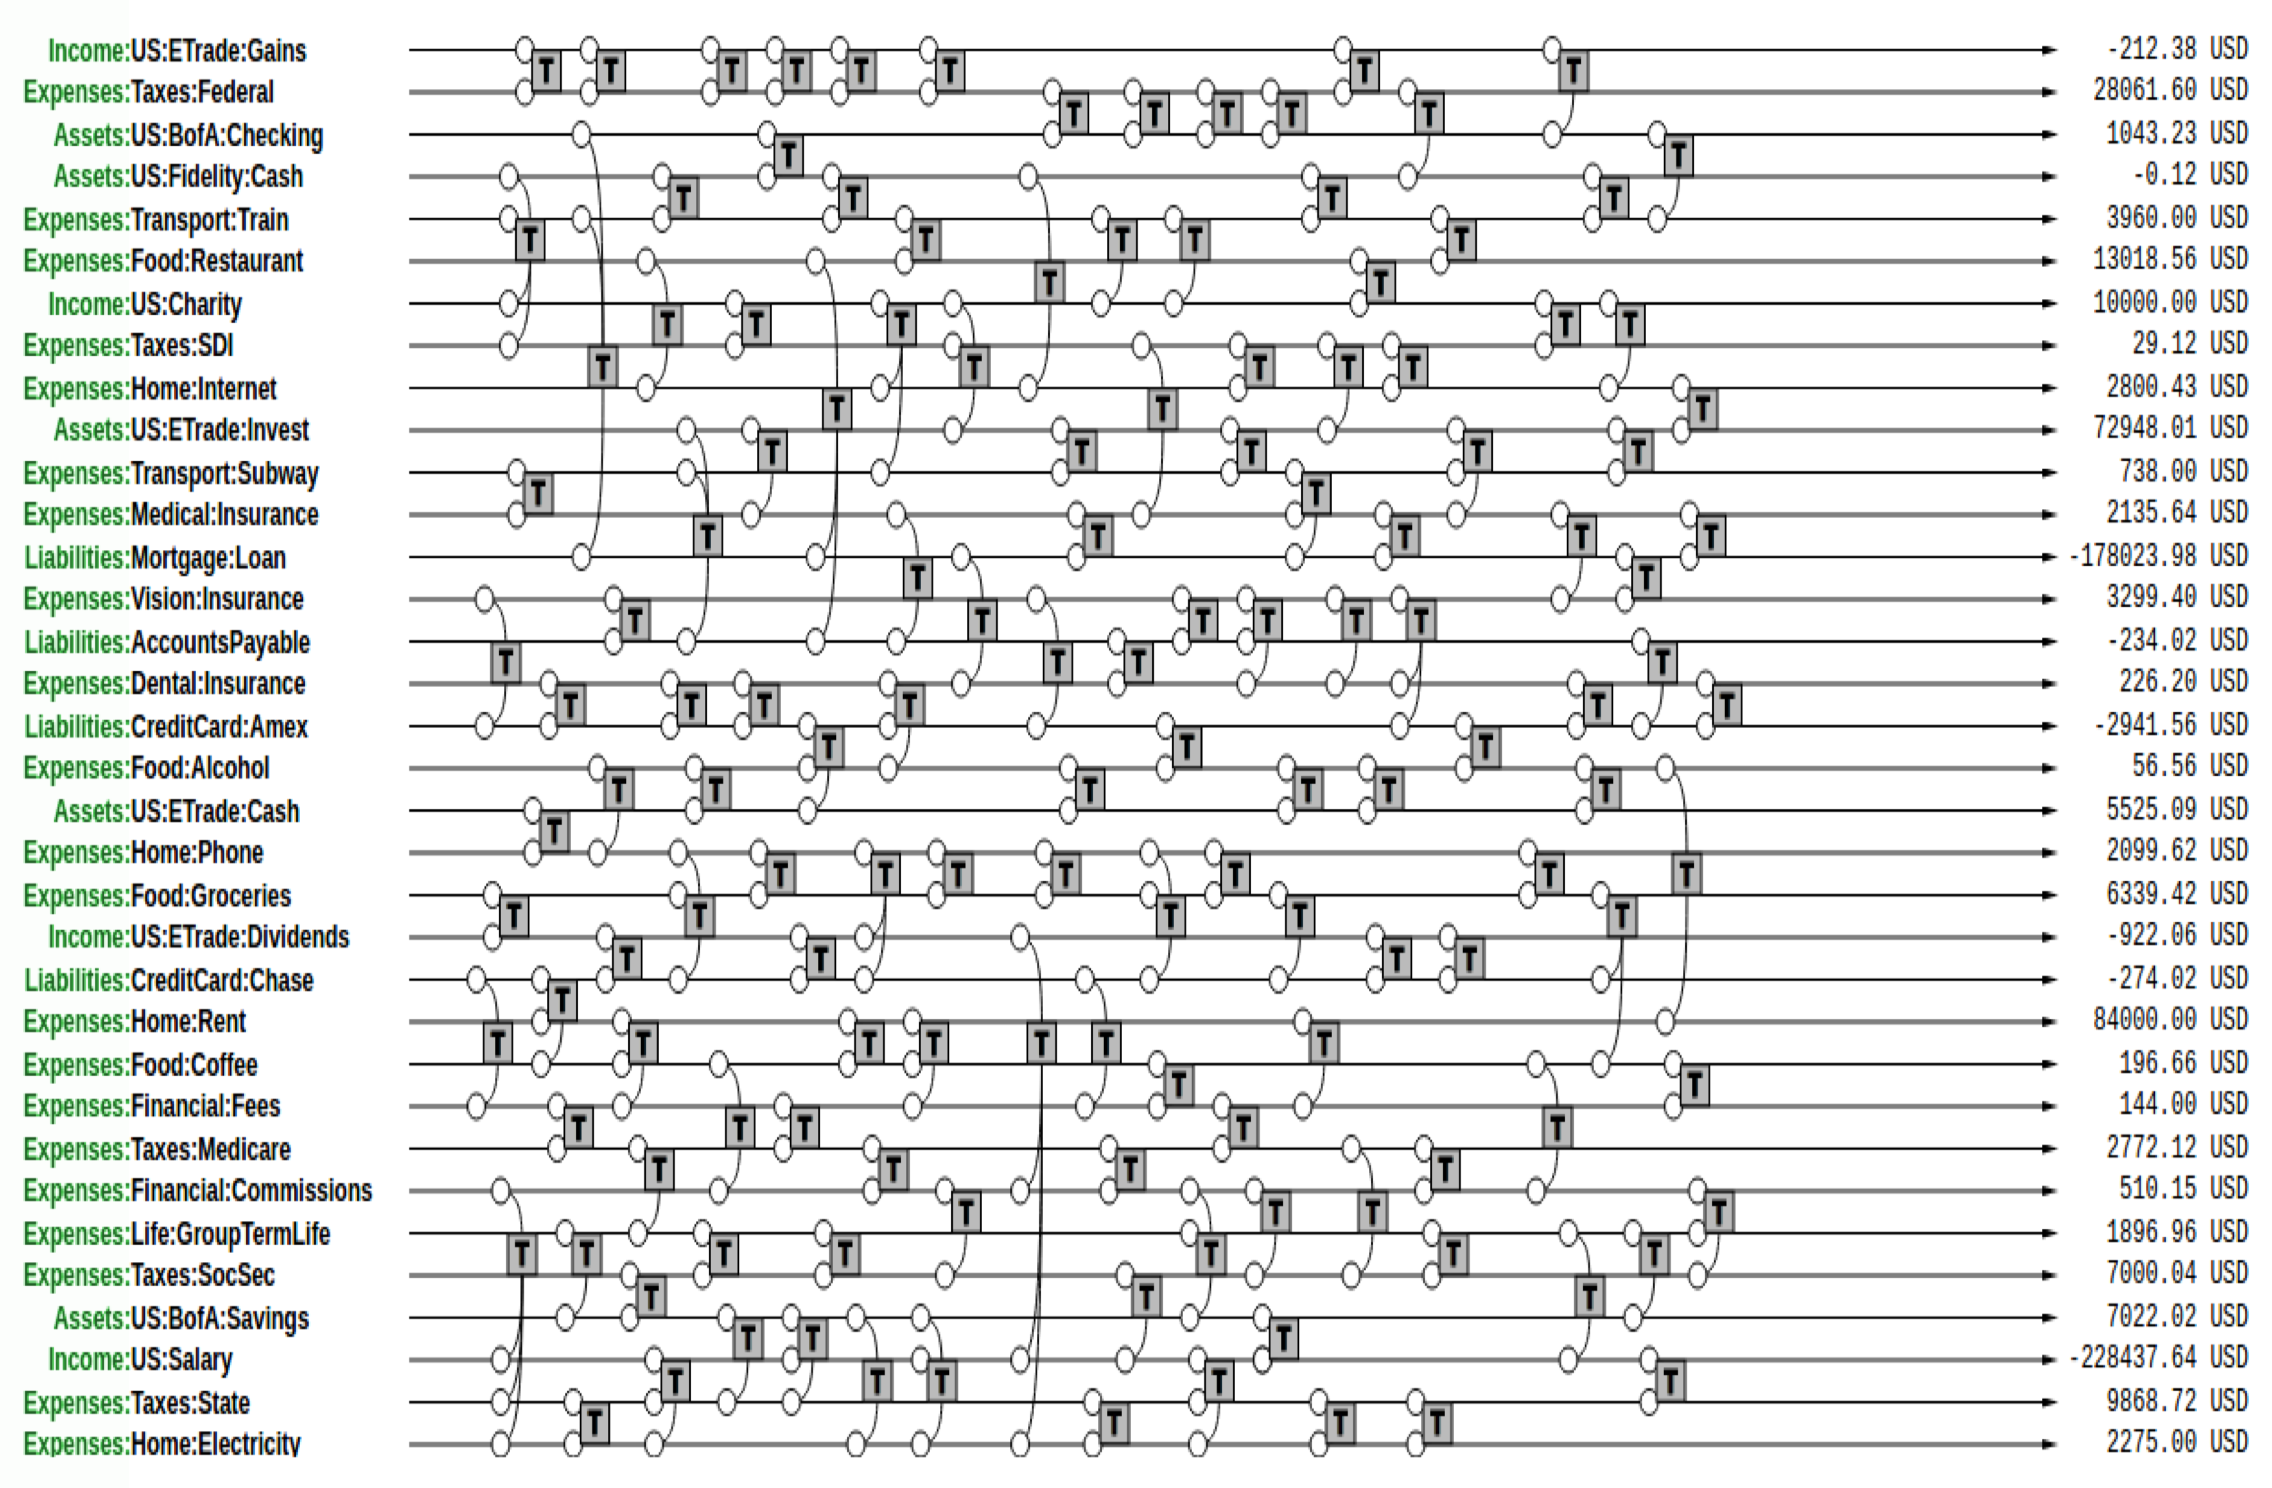 Income:US:ETrade:Gains -212.38 USD
Expenses:Taxes:Federal 28061.60 USD
Assets:US:BofA:Checking 1043.23 USD
Assets:US:Fidelity:Cash -0.12 USD
Expenses:Transport:Train 3960.00 USD
Expenses:Food:Restaurant 13018.56 USD
Income:US:Charity 10000.00 USD
Expenses:Taxes:SDI 29.12 USD
Expenses:Home:Internet 2800.43 USD
Assets:US:ETrade:Invest 72948.01 USD
Expenses:Transport:Subway 738.00 USD
Expenses:Medical:Insurance 2135.64 USD
Liabilities:Mortgage:Loan -178023.98 USD
Expenses:Vision:Insurance 3299.40 USD
Liabilities:AccountsPayable -234.02 USD
Expenses:Dental:Insurance 226.20 USD
Liabilities:CreditCard:Amex -2941.56 USD
Expenses:Food:Alcohol 56.56 USD
Assets:US:ETrade:Cash 5525.09 USD
Expenses:Home:Phone 2099.62 USD
Expenses:Food:Groceries 6339.42 USD
Income:US:ETrade:Dividends -922.06 USD
Liabilities:CreditCard:Chase -274.02 USD
Expenses:Home:Rent 84000.00 USD
Expenses:Food:Coffee 196.66 USD
Expenses:Financial:Fees 144.00 USD
Expenses:Taxes:Medicare 2772.12 USD
Expenses:Financial:Commissions 510.15 USD
Expenses:Life:GroupTermLife 1896.96 USD
Expenses:Taxes:SocSec 7000.04 USD
Assets:US:BofA:Savings 7022.02 USD
Income:US:Salary -228437.64 USD
Expenses:Taxes:State 9868.72 USD
Expenses:Home:Electricity 2275.00 USD